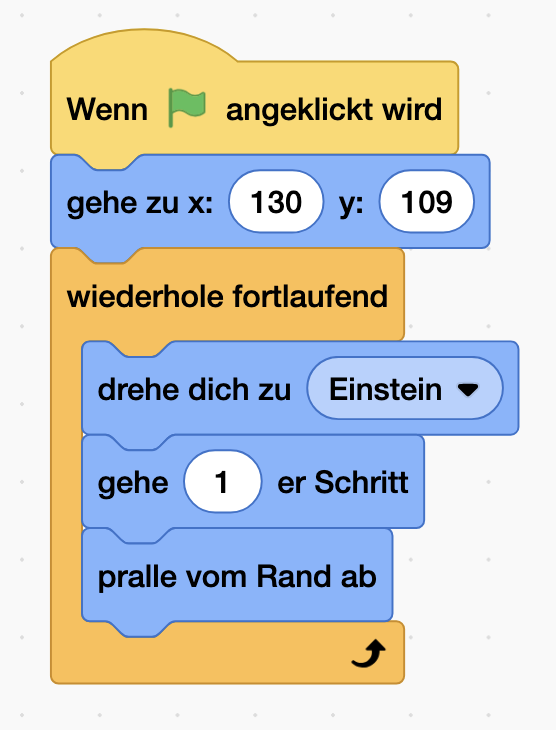 Wenn angeklickt wird
gehe zu x: 130 y: 109
wiederhole fortlaufend
drehe dich zu Einstein
gehe 1 er Schritt
pralle vom Rand ab